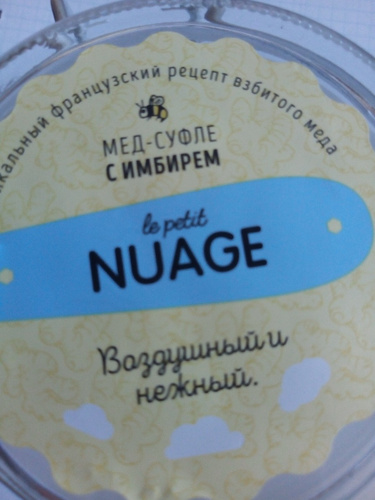 французский рецепт взбитого меда
МЕД-СУФЛЕ
С ИМБИРЕМ
le petit
NUAGE
Воздушный и
нежный.